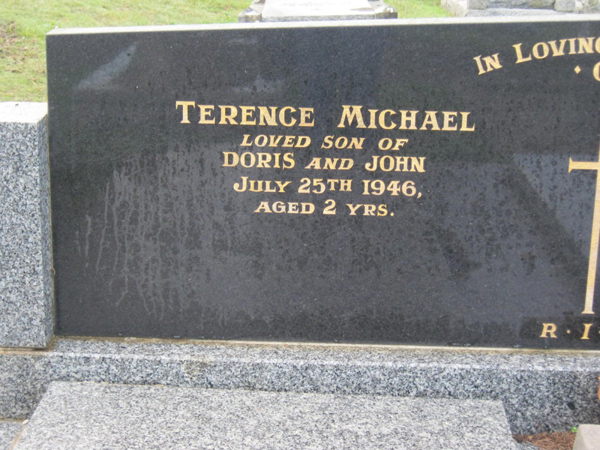 IN LOVING
TERENCE MICHAEL
LOVED SON OF
DORIS AND JOHN
JULY 25TH 1946,
AGED 2 YRS.
R · I ·